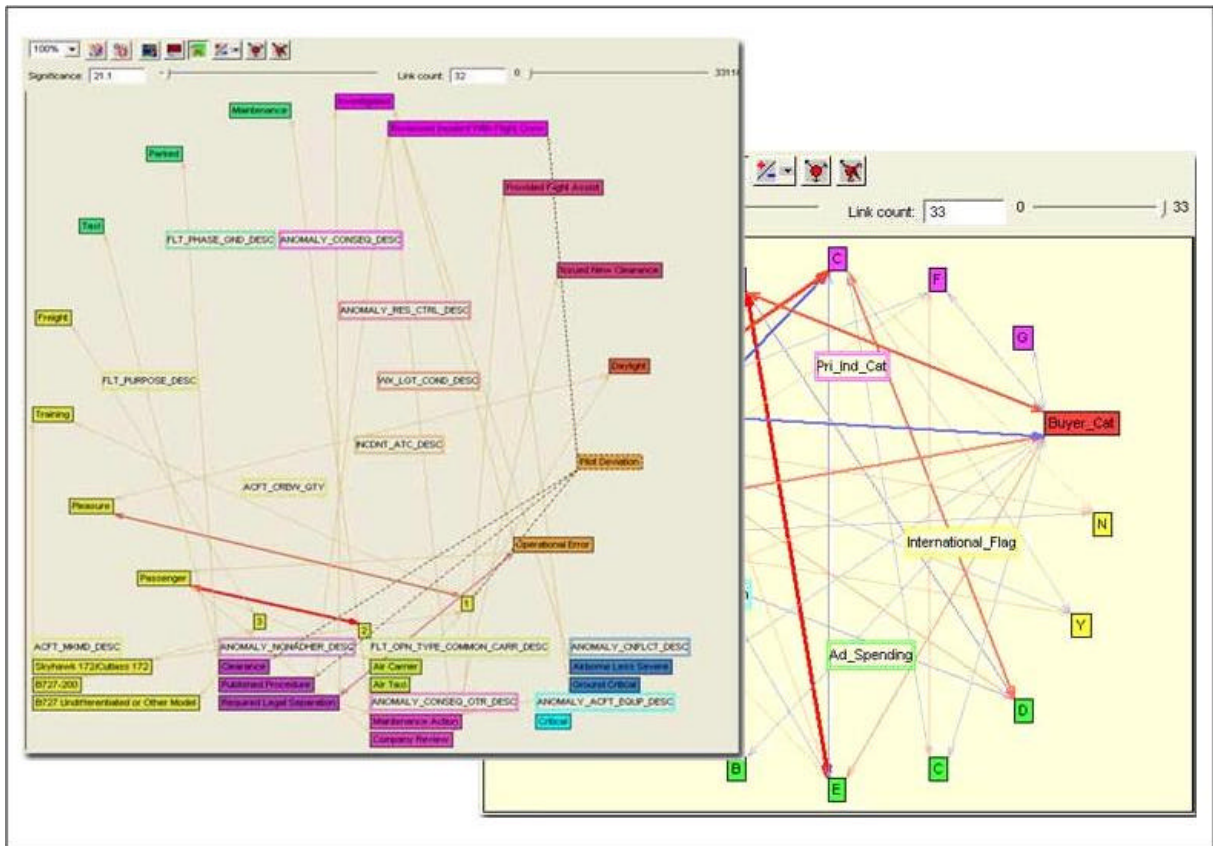 100%
Significance: 21.1
Link count: 32
0
Maintenance
Investigated
Reviewed Incident With Flight Crew
Parked
Provided Flight Assist
Taxi
FLT_PHASE_GND_DESC
ANOMALY_CONSEQ_DESC
Issued New Clearance
ANOMALY_RES_CTRL_DESC
Freight
Daylight
FLT_PURPOSE_DESC
WX_LGT_COND_DESC
Training
INCDNT_ATC_DESC
Pilot Deviation
ACFT_CREW_QTY
Pleasure
Operational Error
Passenger
1
3
2
ACFT_MKMD_DESC
ANOMALY_NONADHER_DESC
FLT_OPN_TYPE_COMMON_CARR_DESC
ANOMALY_CNFLCT_DESC
Skyhawk 172/Cutlass 172
Clearance
Air Carrier
Airborne Less Severe
B727-200
Published Procedure
Air Taxi
Ground Critical
B727 Undifferentiated or Other Model
Required Legal Separation
ANOMALY_CONSEQ_OTR_DESC
ANOMALY_ACFT_EQUP_DESC
Maintenance Action
Critical
Company Review
Link count: 33
0
33
C
F
G
Pri_Ind_Cat
Buyer_Cat
N
International_Flag
Y
Ad_Spending
D
B
C
E